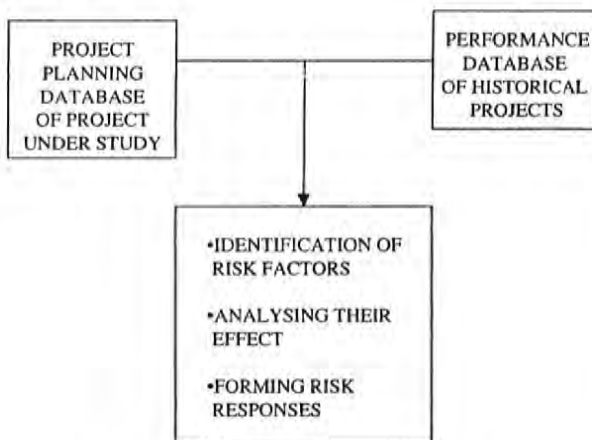 PROJECT
PLANNING
DATABASE
OF PROJECT
UNDER STUDY
PERFORMANCE
DATABASE
OF HISTORICAL
PROJECTS
•IDENTIFICATION OF
RISK FACTORS
•ANALYSING THEIR
EFFECT
•FORMING RISK
RESPONSES